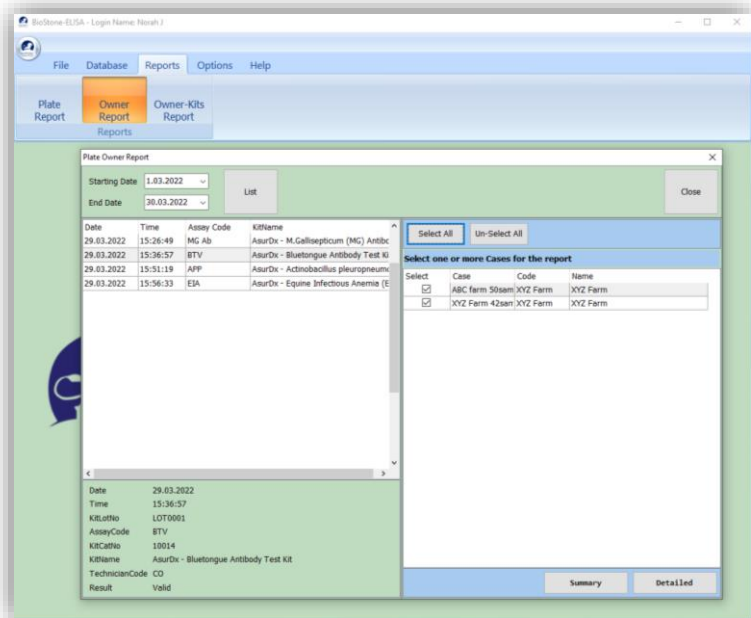 BioStone-ELISA - Login Name: Norah J
File Database Reports Options Help
Plate Report
Owner Report
Owner-Kits Report
Reports
Plate Owner Report
Starting Date 1.03.2022
End Date 30.03.2022
List
Close
Date Time Assay Code KitName
29.03.2022 15:26:49 MG Ab AsurDx - M.Gallisepticum (MG) Antibc
29.03.2022 15:36:57 BTV AsurDx - Bluetongue Antibody Test Ki
29.03.2022 15:51:19 APP AsurDx - Actinobacillus pleuropneumc
29.03.2022 15:56:33 EIA AsurDx - Equine Infectious Anemia (E
Select All Un-Select All
Select one or more Cases for the report
Select Case Code Name
ABC farm 50sam XYZ Farm XYZ Farm
XYZ Farm 42sam XYZ Farm XYZ Farm
Date 29.03.2022
Time 15:36:57
KitLotNo LOT0001
AssayCode BTV
KitCatNo 10014
KitName AsurDx - Bluetongue Antibody Test Kit
TechnicianCode CO
Result Valid
Summary Detailed